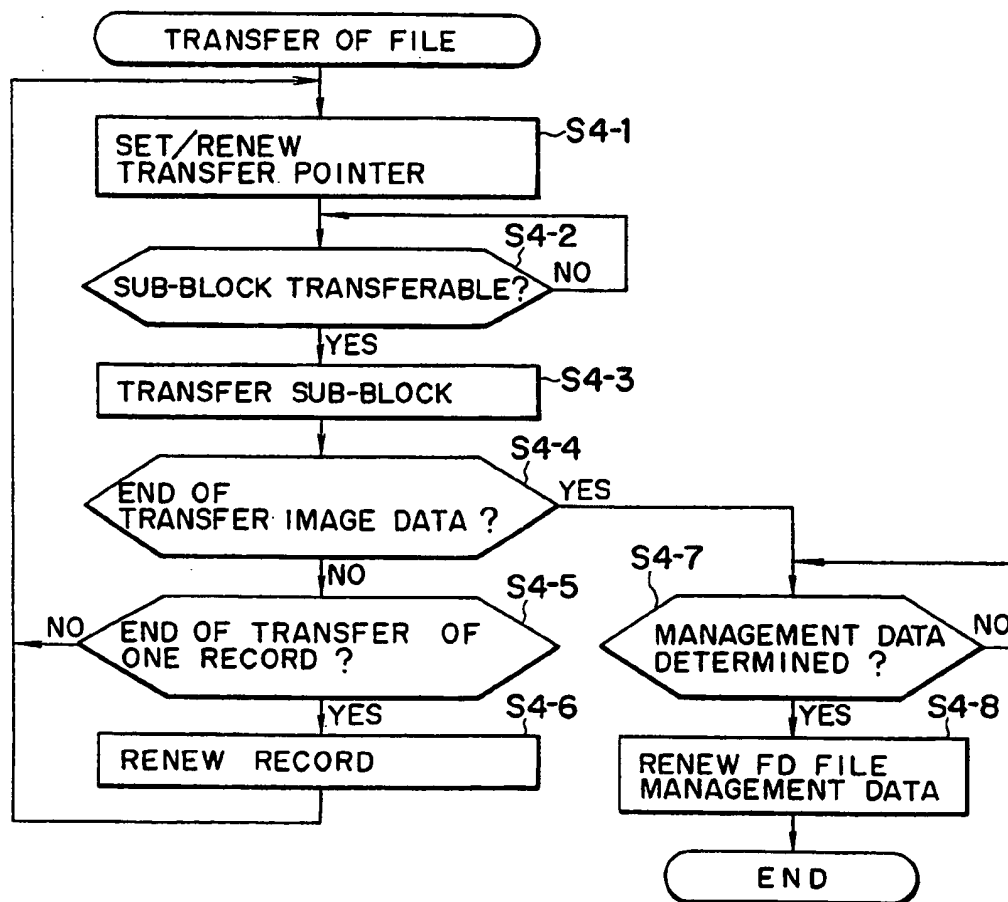 TRANSFER OF FILE
SET/RENEW
TRANSFER POINTER
S4-1
S4-2
SUB-BLOCK TRANSFERABLE?
NO
YES
TRANSFER SUB-BLOCK
S4-3
S4-4
END OF
TRANSFER IMAGE DATA ?
YES
NO
S4-5
NO
END OF TRANSFER OF
ONE RECORD ?
YES
S4-6
RENEW RECORD
S4-7
MANAGEMENT DATA
DETERMINED ?
NO
YES
S4-8
RENEW FD FILE
MANAGEMENT DATA
END